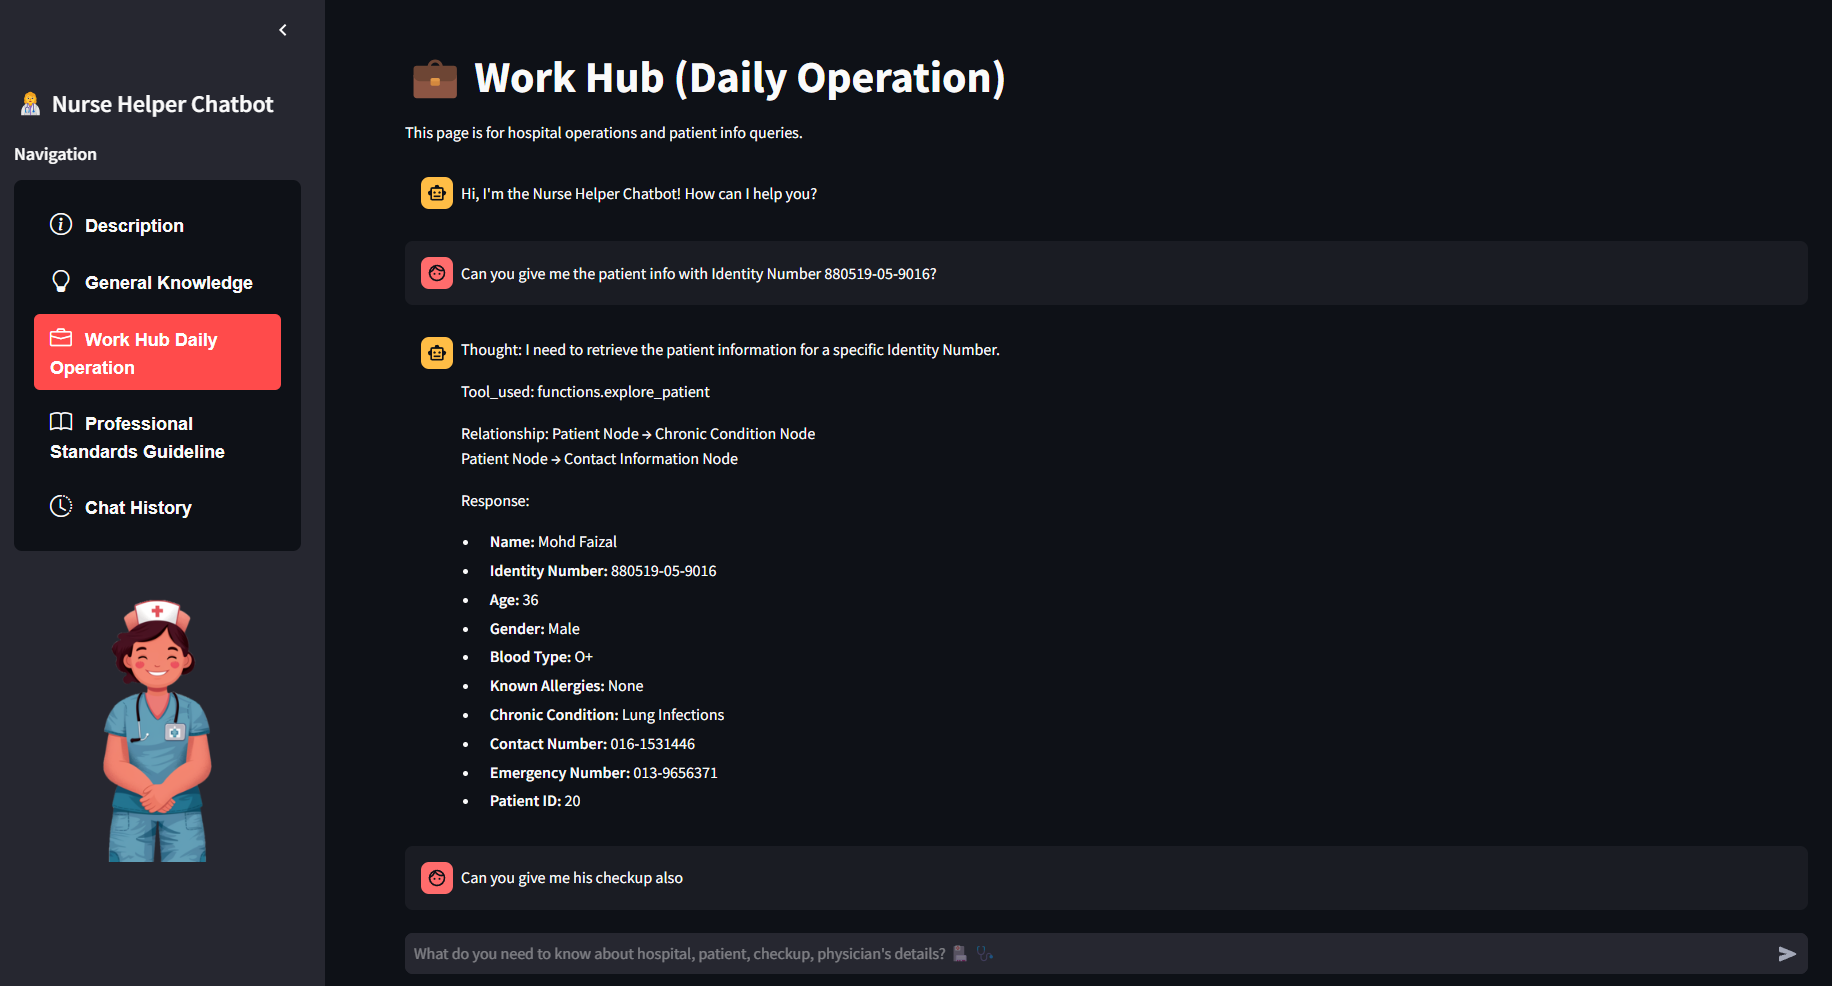 Nurse Helper Chatbot
Navigation
Description
General Knowledge
Work Hub Daily
Operation
Professional
Standards Guideline
Chat History
Work Hub (Daily Operation)
This page is for hospital operations and patient info queries.
Hi, I'm the Nurse Helper Chatbot! How can I help you?
Can you give me the patient info with Identity Number 880519-05-9016?
Thought: I need to retrieve the patient information for a specific Identity Number.
Tool_used: functions.explore_patient
Relationship: Patient Node → Chronic Condition Node
Patient Node → Contact Information Node
Response:
• Name: Mohd Faizal
• Identity Number: 880519-05-9016
• Age: 36
• Gender: Male
• Blood Type: O+
• Known Allergies: None
• Chronic Condition: Lung Infections
• Contact Number: 016-1531446
• Emergency Number: 013-9656371
• Patient ID: 20
Can you give me his checkup also
What do you need to know about hospital, patient, checkup, physician's details?